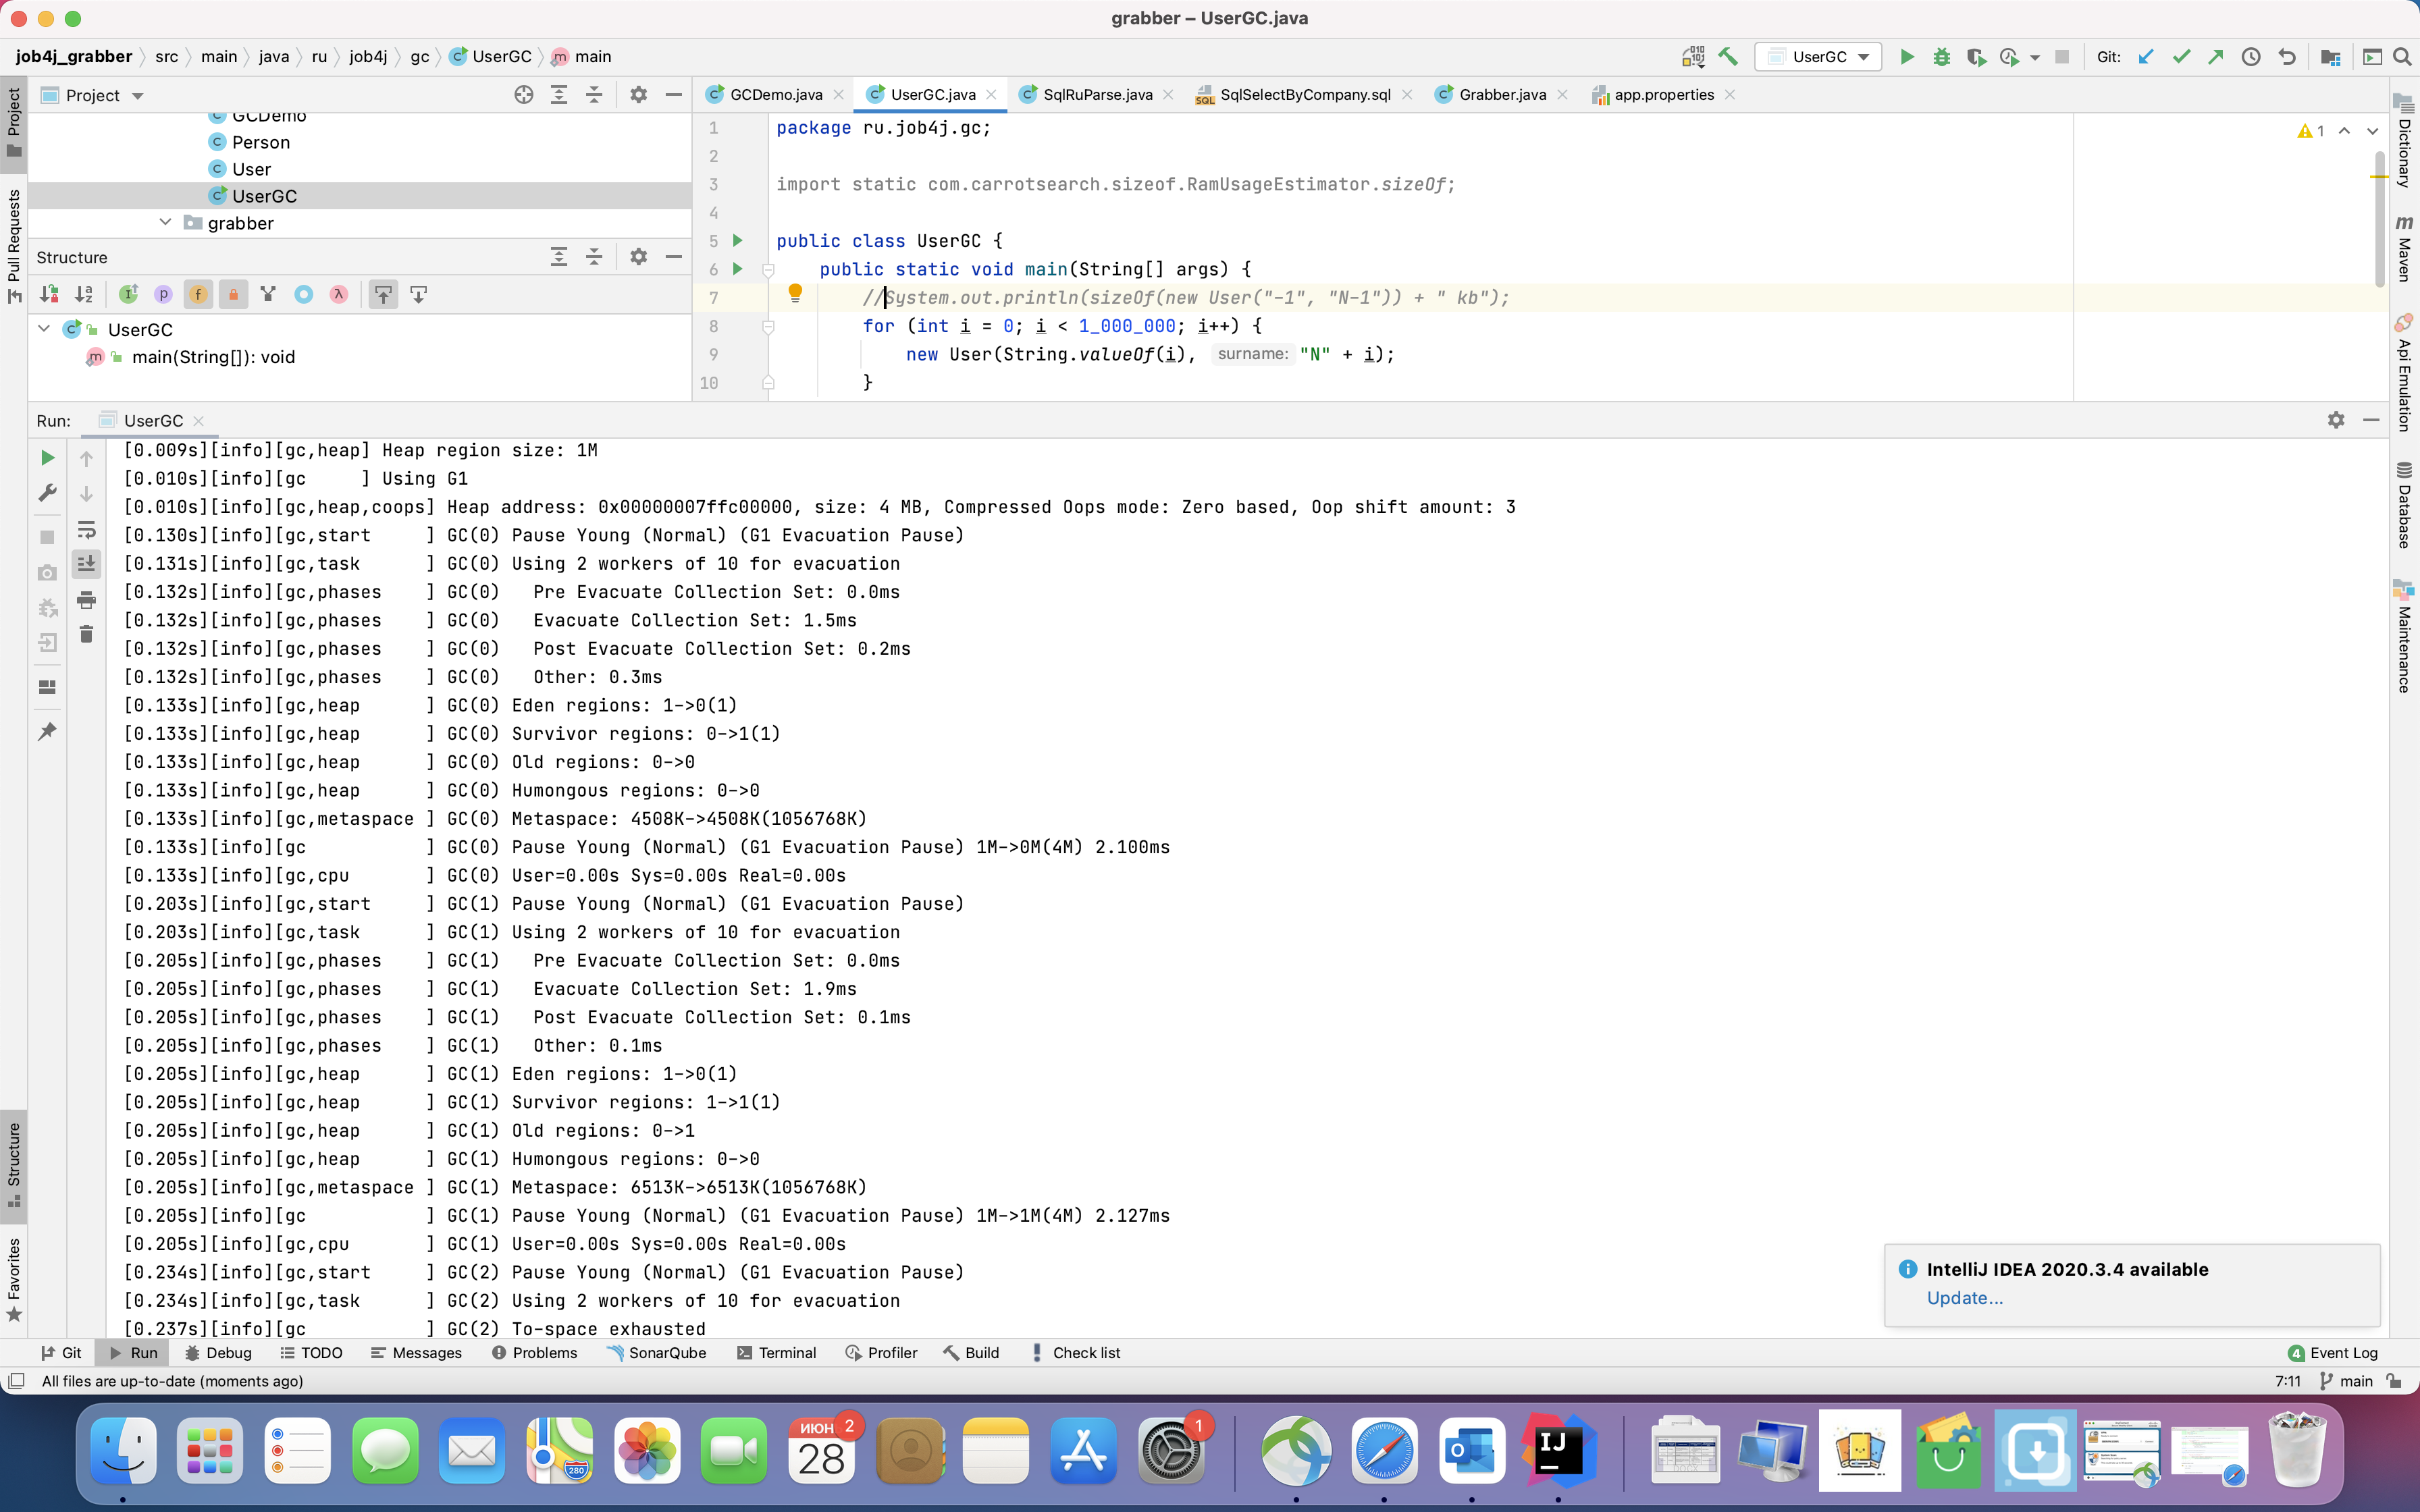 grabber – UserGC.java
job4j_grabber src main java ru job4j gc UserGC main
UserGC Git:
Project
GCDemo.java UserGC.java SqlRuParse.java SqlSelectByCompany.sql Grabber.java app.properties
GCDemo
Person
User
UserGC
grabber
Structure
UserGC
main(String[]): void
1 package ru.job4j.gc;
2
3 import static com.carrotsearch.sizeof.RamUsageEstimator.sizeOf;
4
5 public class UserGC {
6 public static void main(String[] args) {
7 //System.out.println(sizeOf(new User("-1", "N-1")) + " kb");
8 for (int i = 0; i < 1_000_000; i++) {
9 new User(String.valueOf(i), surname: "N" + i);
10 }
1
Run: UserGC
[0.009s][info][gc,heap] Heap region size: 1M
[0.010s][info][gc     ] Using G1
[0.010s][info][gc,heap,coops] Heap address: 0x00000007ffc00000, size: 4 MB, Compressed Oops mode: Zero based, Oop shift amount: 3
[0.130s][info][gc,start     ] GC(0) Pause Young (Normal) (G1 Evacuation Pause)
[0.131s][info][gc,task      ] GC(0) Using 2 workers of 10 for evacuation
[0.132s][info][gc,phases    ] GC(0)   Pre Evacuate Collection Set: 0.0ms
[0.132s][info][gc,phases    ] GC(0)   Evacuate Collection Set: 1.5ms
[0.132s][info][gc,phases    ] GC(0)   Post Evacuate Collection Set: 0.2ms
[0.132s][info][gc,phases    ] GC(0)   Other: 0.3ms
[0.133s][info][gc,heap      ] GC(0) Eden regions: 1->0(1)
[0.133s][info][gc,heap      ] GC(0) Survivor regions: 0->1(1)
[0.133s][info][gc,heap      ] GC(0) Old regions: 0->0
[0.133s][info][gc,heap      ] GC(0) Humongous regions: 0->0
[0.133s][info][gc,metaspace ] GC(0) Metaspace: 4508K->4508K(1056768K)
[0.133s][info][gc           ] GC(0) Pause Young (Normal) (G1 Evacuation Pause) 1M->0M(4M) 2.100ms
[0.133s][info][gc,cpu       ] GC(0) User=0.00s Sys=0.00s Real=0.00s
[0.203s][info][gc,start     ] GC(1) Pause Young (Normal) (G1 Evacuation Pause)
[0.203s][info][gc,task      ] GC(1) Using 2 workers of 10 for evacuation
[0.205s][info][gc,phases    ] GC(1)   Pre Evacuate Collection Set: 0.0ms
[0.205s][info][gc,phases    ] GC(1)   Evacuate Collection Set: 1.9ms
[0.205s][info][gc,phases    ] GC(1)   Post Evacuate Collection Set: 0.1ms
[0.205s][info][gc,phases    ] GC(1)   Other: 0.1ms
[0.205s][info][gc,heap      ] GC(1) Eden regions: 1->0(1)
[0.205s][info][gc,heap      ] GC(1) Survivor regions: 1->1(1)
[0.205s][info][gc,heap      ] GC(1) Old regions: 0->1
[0.205s][info][gc,heap      ] GC(1) Humongous regions: 0->0
[0.205s][info][gc,metaspace ] GC(1) Metaspace: 6513K->6513K(1056768K)
[0.205s][info][gc           ] GC(1) Pause Young (Normal) (G1 Evacuation Pause) 1M->1M(4M) 2.127ms
[0.205s][info][gc,cpu       ] GC(1) User=0.00s Sys=0.00s Real=0.00s
[0.234s][info][gc,start     ] GC(2) Pause Young (Normal) (G1 Evacuation Pause)
[0.234s][info][gc,task      ] GC(2) Using 2 workers of 10 for evacuation
[0.237s][info][gc           ] GC(2) To-space exhausted
IntelliJ IDEA 2020.3.4 available
Update...
Project
Pull Requests
Structure
Favorites
Dictionary
Maven
Api Emulation
Database
Maintenance
Git Run Debug TODO Messages Problems SonarQube Terminal Profiler Build Check list 4 Event Log
All files are up-to-date (moments ago) 7:11 main
280
ИЮН 2
28
1
IJ